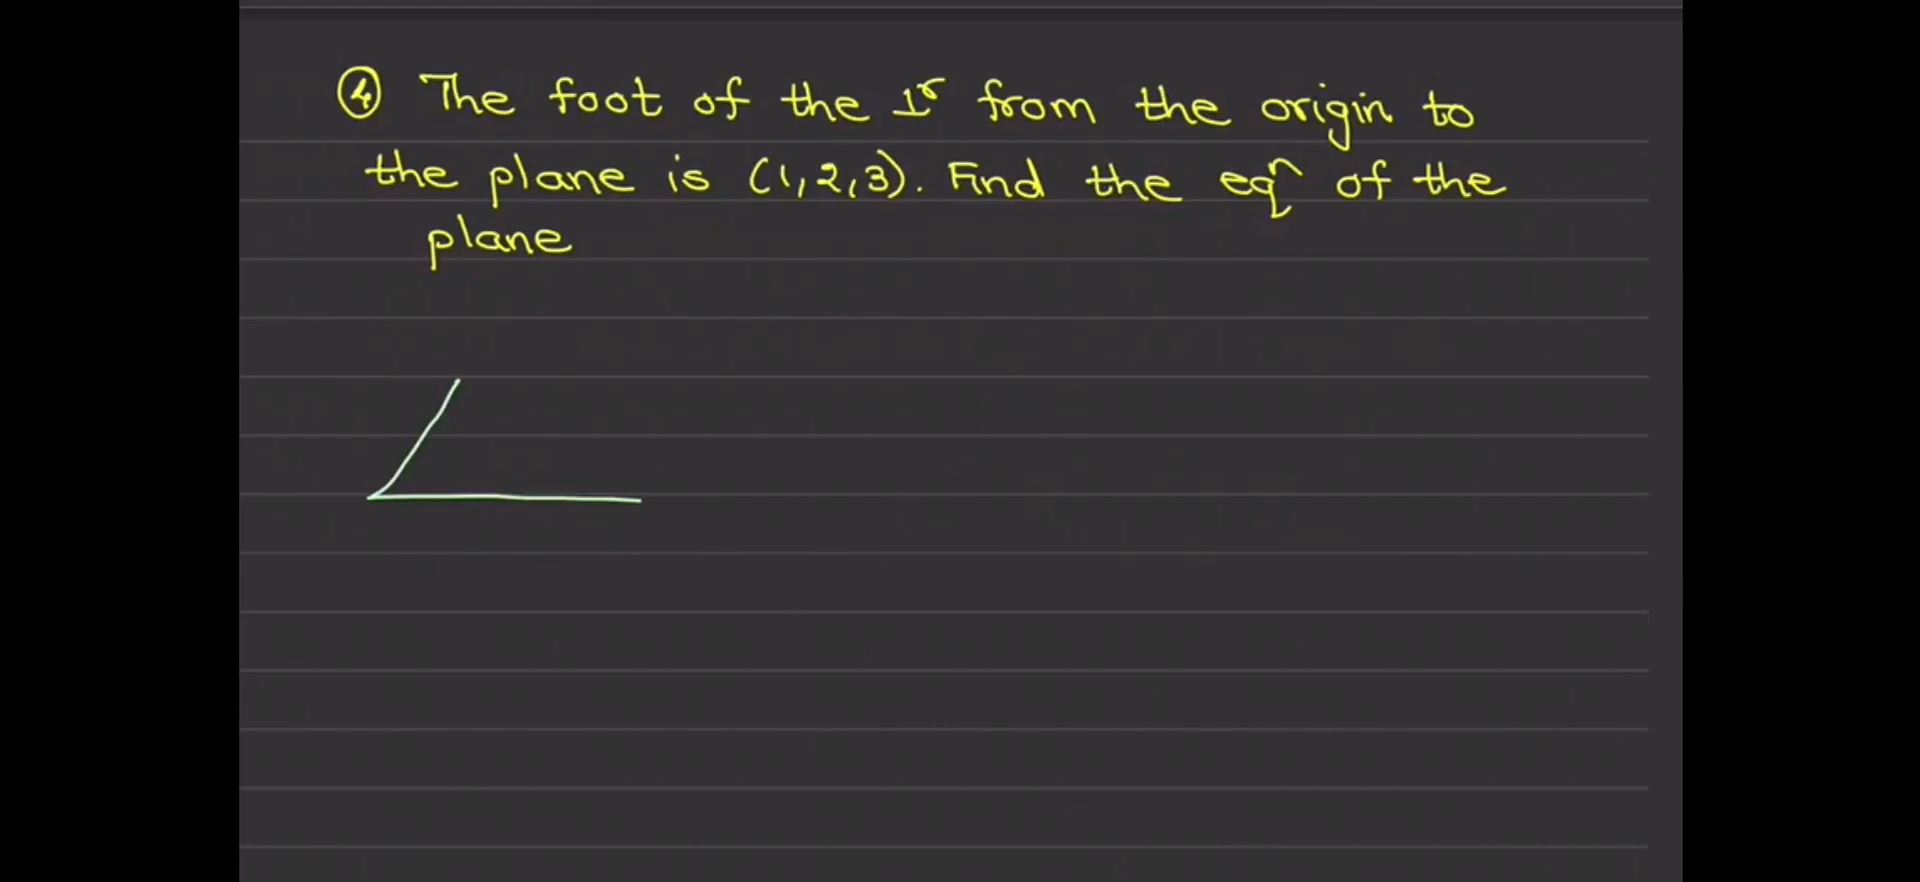 ④ The foot of the ⊥ʳ from the origin to
the plane is (1,2,3). Find the eqⁿ of the
plane